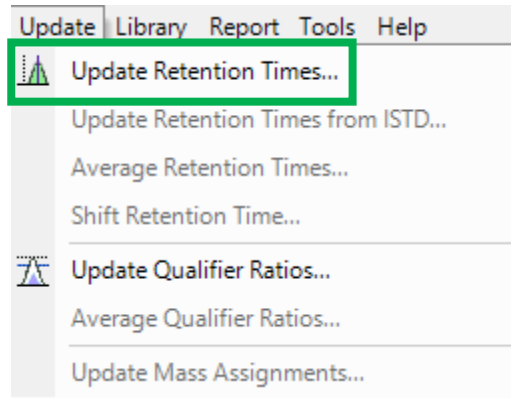 Update Library Report Tools Help
Update Retention Times...
Update Retention Times from ISTD...
Average Retention Times...
Shift Retention Time...
Update Qualifier Ratios...
Average Qualifier Ratios...
Update Mass Assignments...